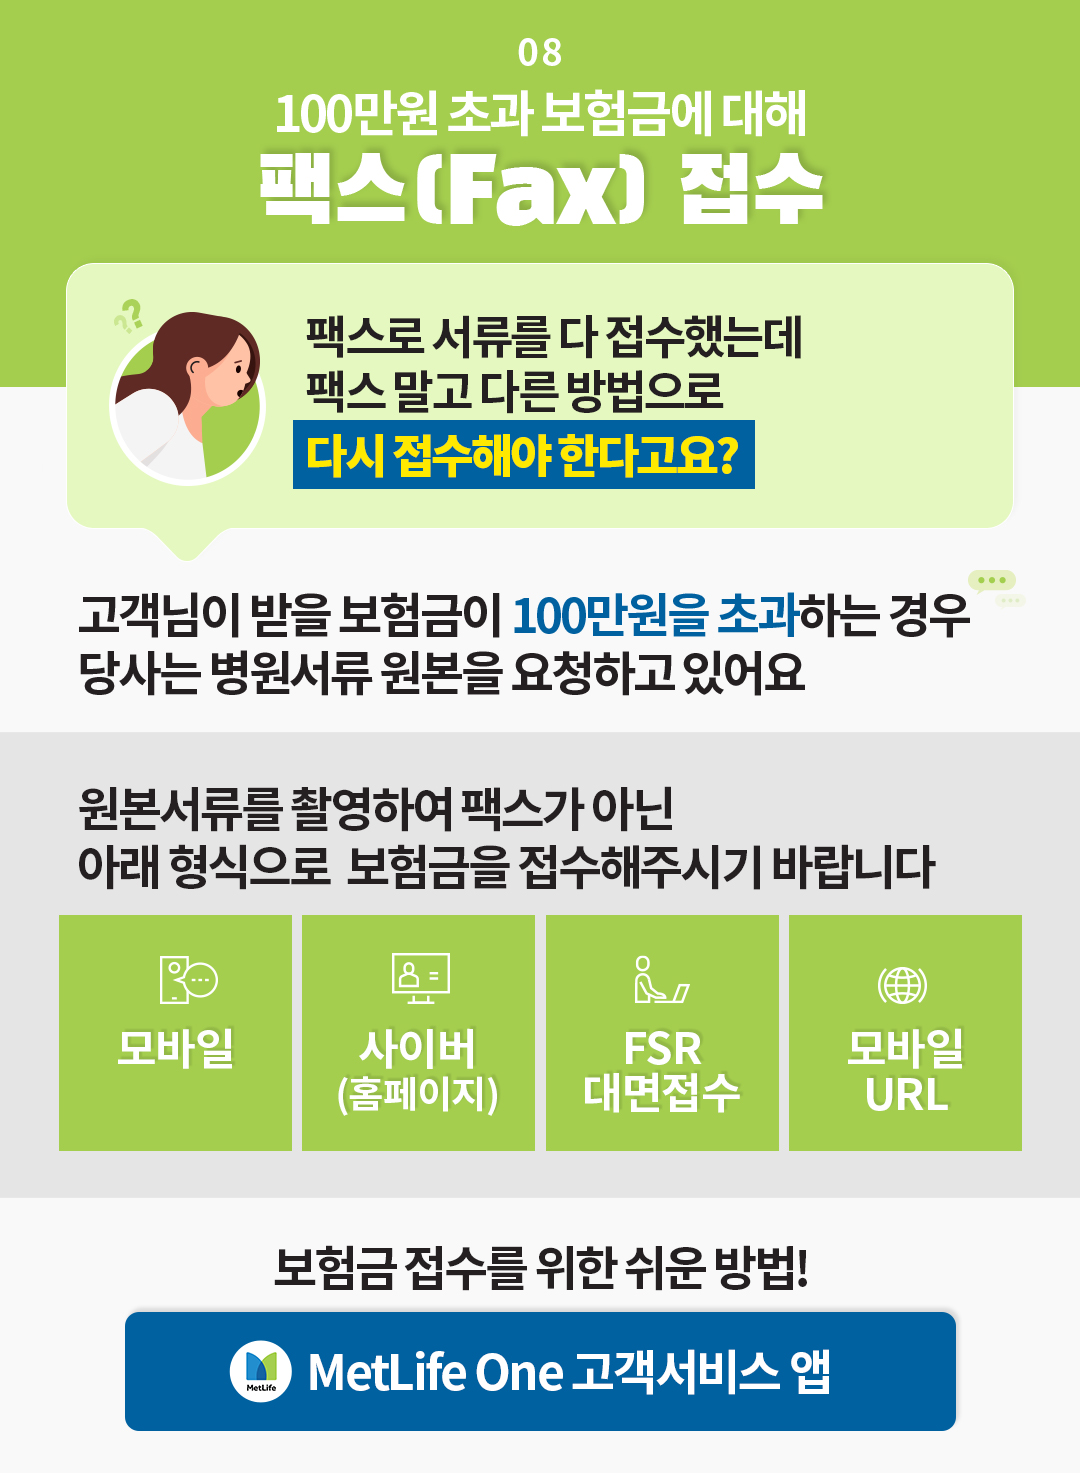 08
100만원 초과 보험금에 대해
팩스(Fax) 접수
??
팩스로 서류를 다 접수했는데
팩스 말고 다른 방법으로
다시 접수해야 한다고요?
고객님이 받을 보험금이 100만원을 초과하는 경우
당사는 병원서류 원본을 요청하고 있어요
원본서류를 촬영하여 팩스가 아닌
아래 형식으로 보험금을 접수해주시기 바랍니다
모바일
사이버
(홈페이지)
FSR
대면접수
모바일
URL
보험금 접수를 위한 쉬운 방법!
MetLife
MetLife One 고객서비스 앱